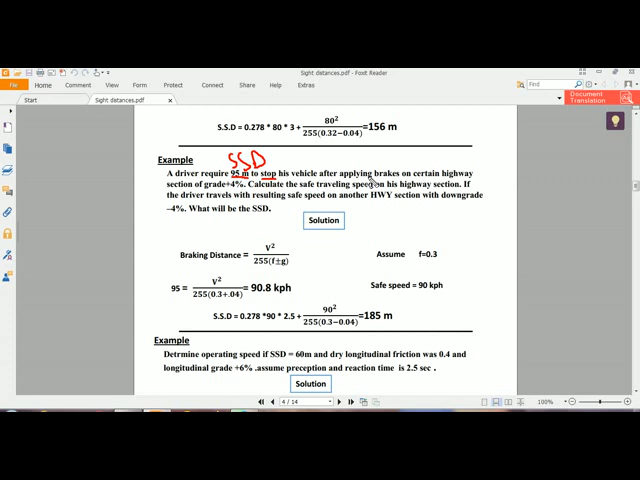 Sight distances.pdf - Foxit Reader
File Home Comment View Form Protect Connect Share Help Extras Find
Start Sight distances.pdf ×
Document Translation
S.S.D = 0.278 * 80 * 3 + 80² / 255(0.32−0.04) =156 m
Example
SSD
A driver require 95 m to stop his vehicle after applying brakes on certain highway
section of grade+4%. Calculate the safe traveling speed on his highway section. If
the driver travels with resulting safe speed on another HWY section with downgrade
–4%. What will be the SSD.
Solution
Braking Distance = V² / 255(f±g) Assume f=0.3
95 = V² / 255(0.3+.04) = 90.8 kph Safe speed = 90 kph
S.S.D = 0.278 *90 * 2.5 + 90² / 255(0.3−0.04) =185 m
Example
Detrmine operating speed if SSD = 60m and dry longitudinal friction was 0.4 and
longitudinal grade +6% .assume preception and reaction time is 2.5 sec .
Solution
4 / 14 100%